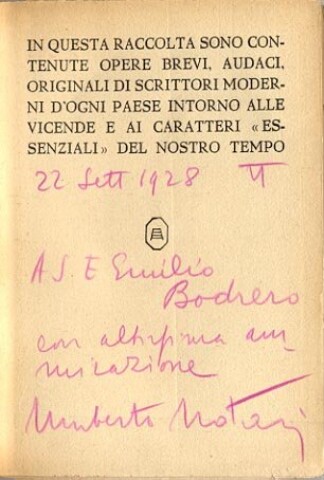 IN QUESTA RACCOLTA SONO CON-
TENUTE OPERE BREVI, AUDACI,
ORIGINALI DI SCRITTORI MODER-
NI D'OGNI PAESE INTORNO ALLE
VICENDE E AI CARATTERI «ES-
SENZIALI» DEL NOSTRO TEMPO
22 Sett 1928 VI
A S. E Emilio
Bodrero
con altissima am
mirazione
Umberto Notari